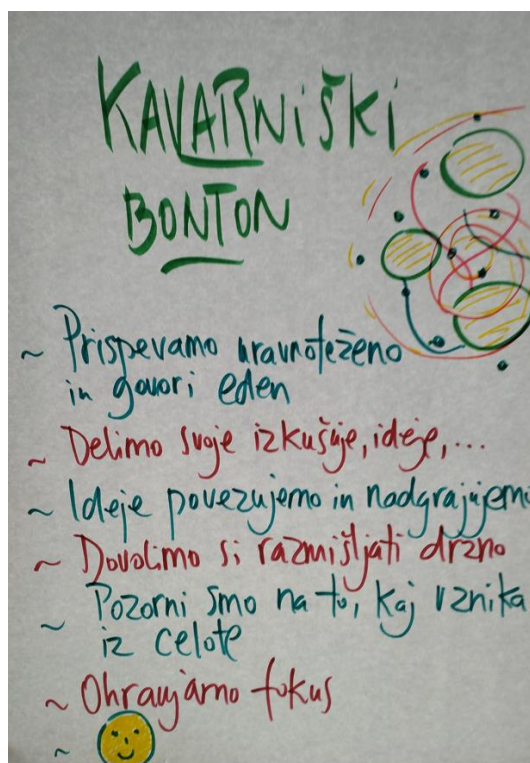 KAVARNIŠKI
BONTON
~ Prispevamo uravnoteženo
in govori eden
~ Delimo svoje izkušnje, ideje,...
~ Ideje povezujemo in nadgrajujemo
~ Dovolimo si razmišljati drzno
~ Pozorni smo na to, kaj vznika
iz celote
~ Ohranjamo fokus
~